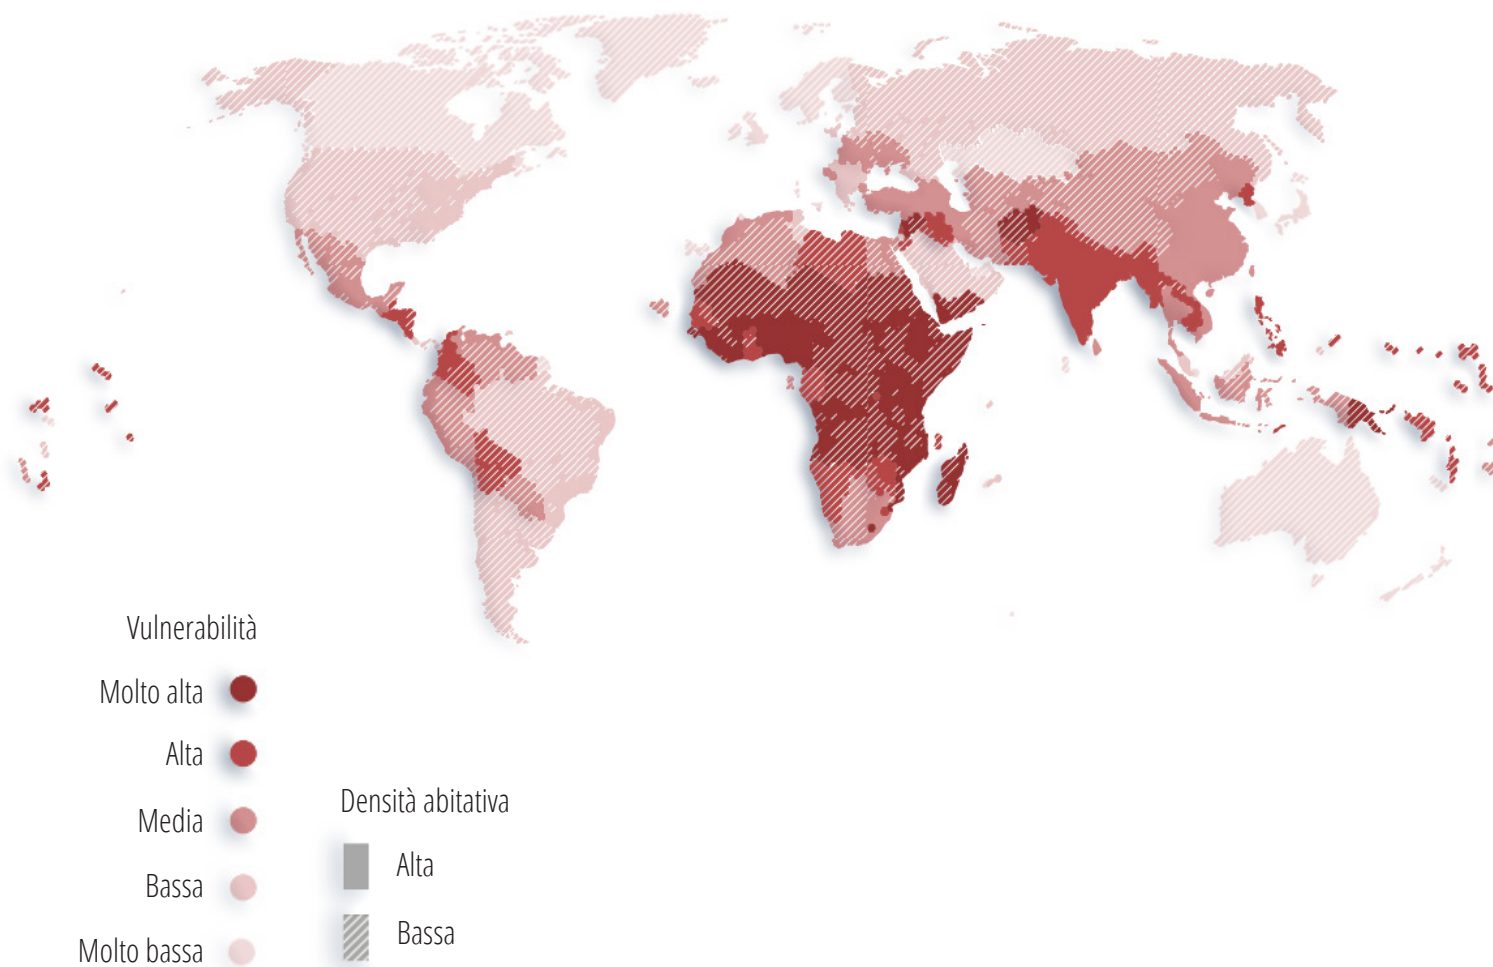 Vulnerabilità
Molto alta
Alta
Media
Bassa
Molto bassa
Densità abitativa
Alta
Bassa